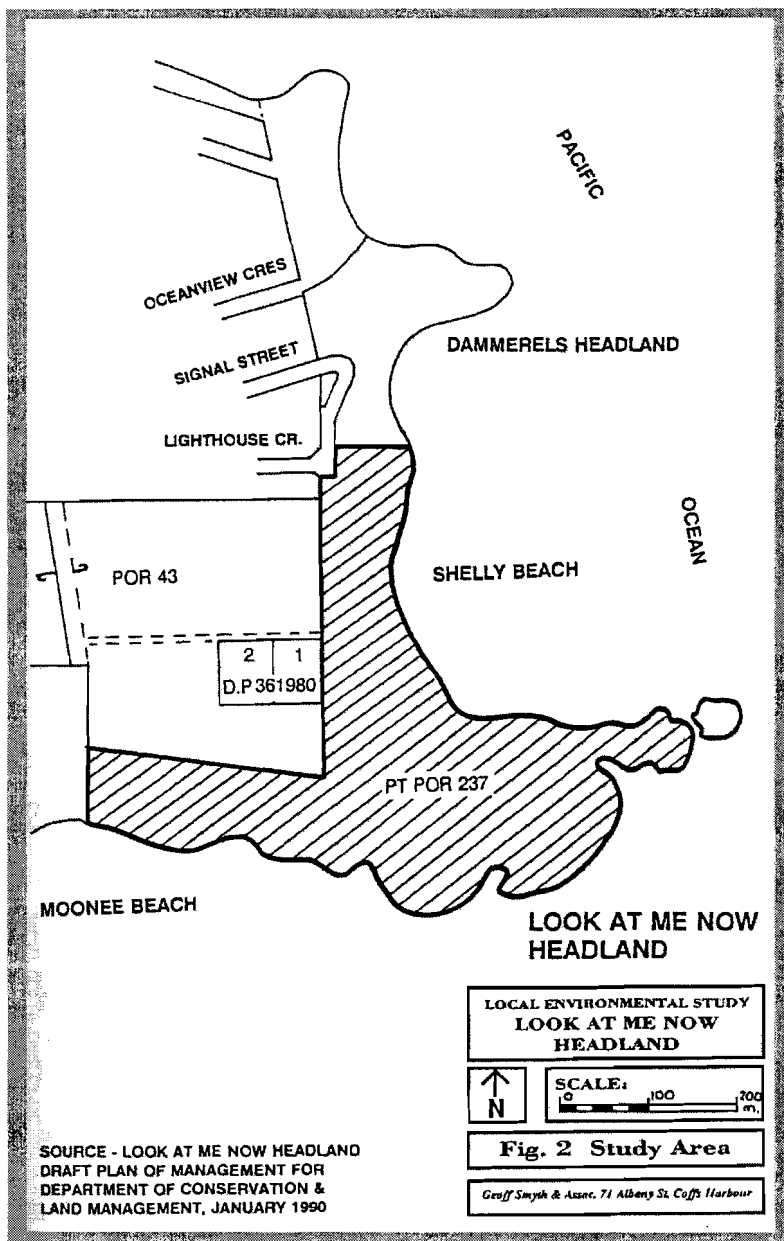 PACIFIC
OCEANVIEW CRES
SIGNAL STREET
DAMMERELS HEADLAND
LIGHTHOUSE CR.
OCEAN
SHELLY BEACH
POR 43
2 1
D.P 361980
PT POR 237
MOONEE BEACH
LOOK AT ME NOW
HEADLAND
LOCAL ENVIRONMENTAL STUDY
LOOK AT ME NOW
HEADLAND
N
SCALE:
0 100 200
m.
Fig. 2 Study Area
Geoff Smyth & Assoc. 71 Albany St. Coffs Harbour
SOURCE - LOOK AT ME NOW HEADLAND
DRAFT PLAN OF MANAGEMENT FOR
DEPARTMENT OF CONSERVATION &
LAND MANAGEMENT, JANUARY 1990